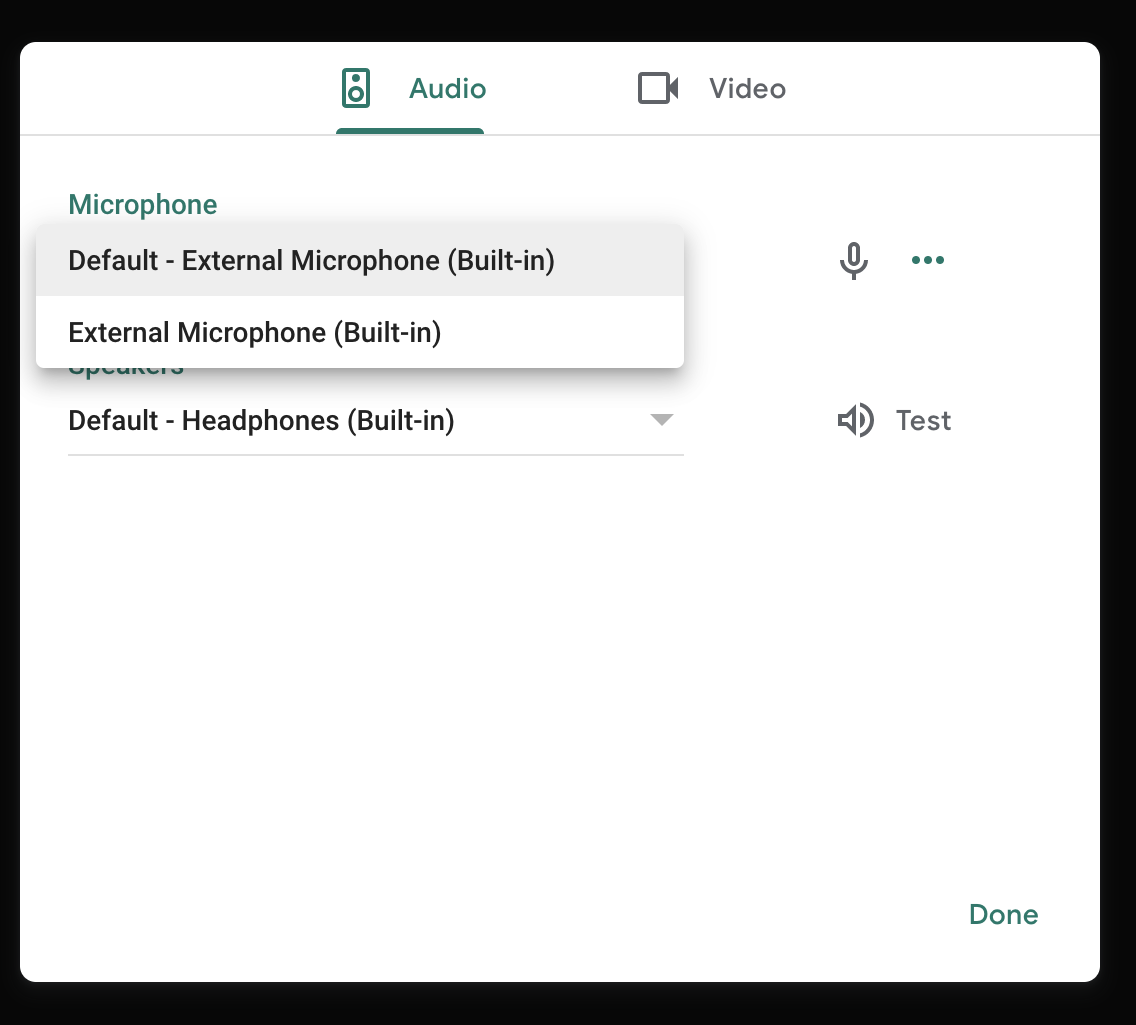 Audio
Video
Microphone
Default - External Microphone (Built-in)
External Microphone (Built-in)
Speakers
Default - Headphones (Built-in)
Test
Done